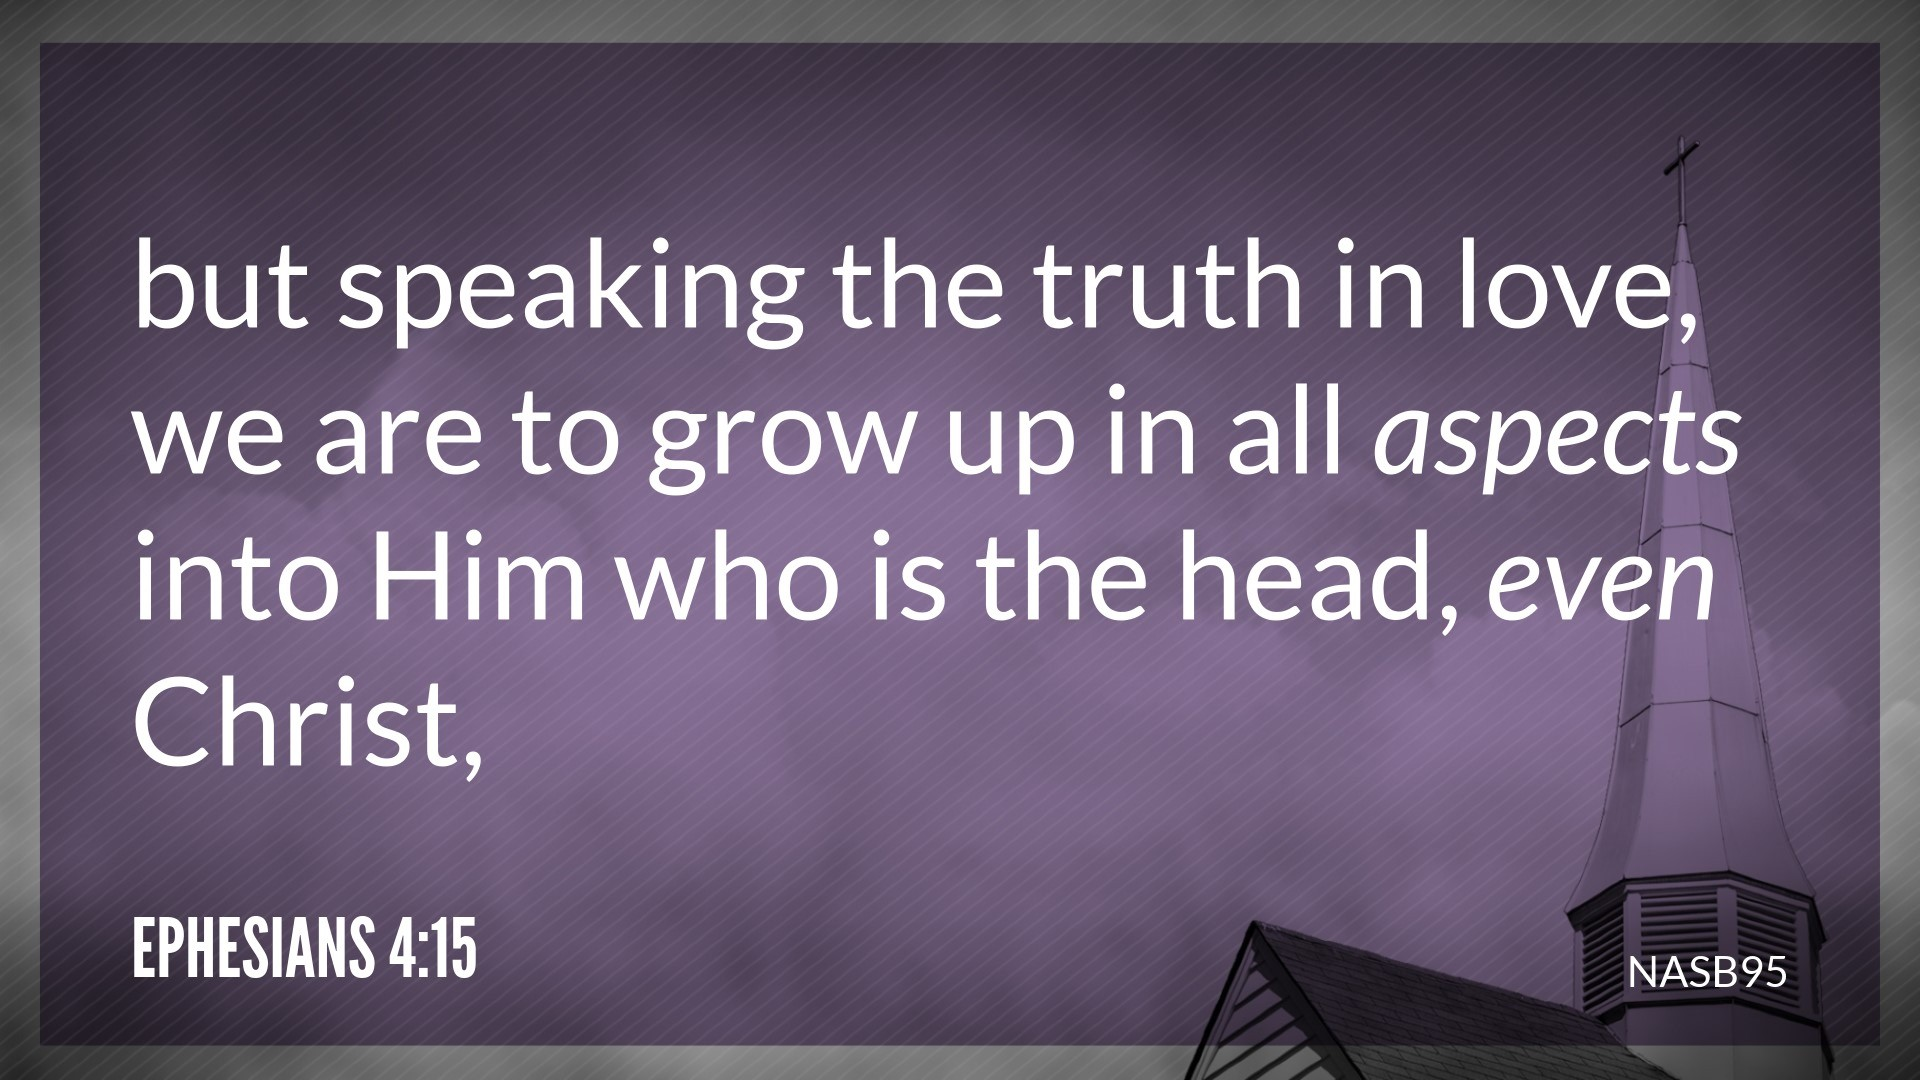 but speaking the truth in love,
we are to grow up in all aspects
into Him who is the head, even
Christ,
EPHESIANS 4:15
NASB95